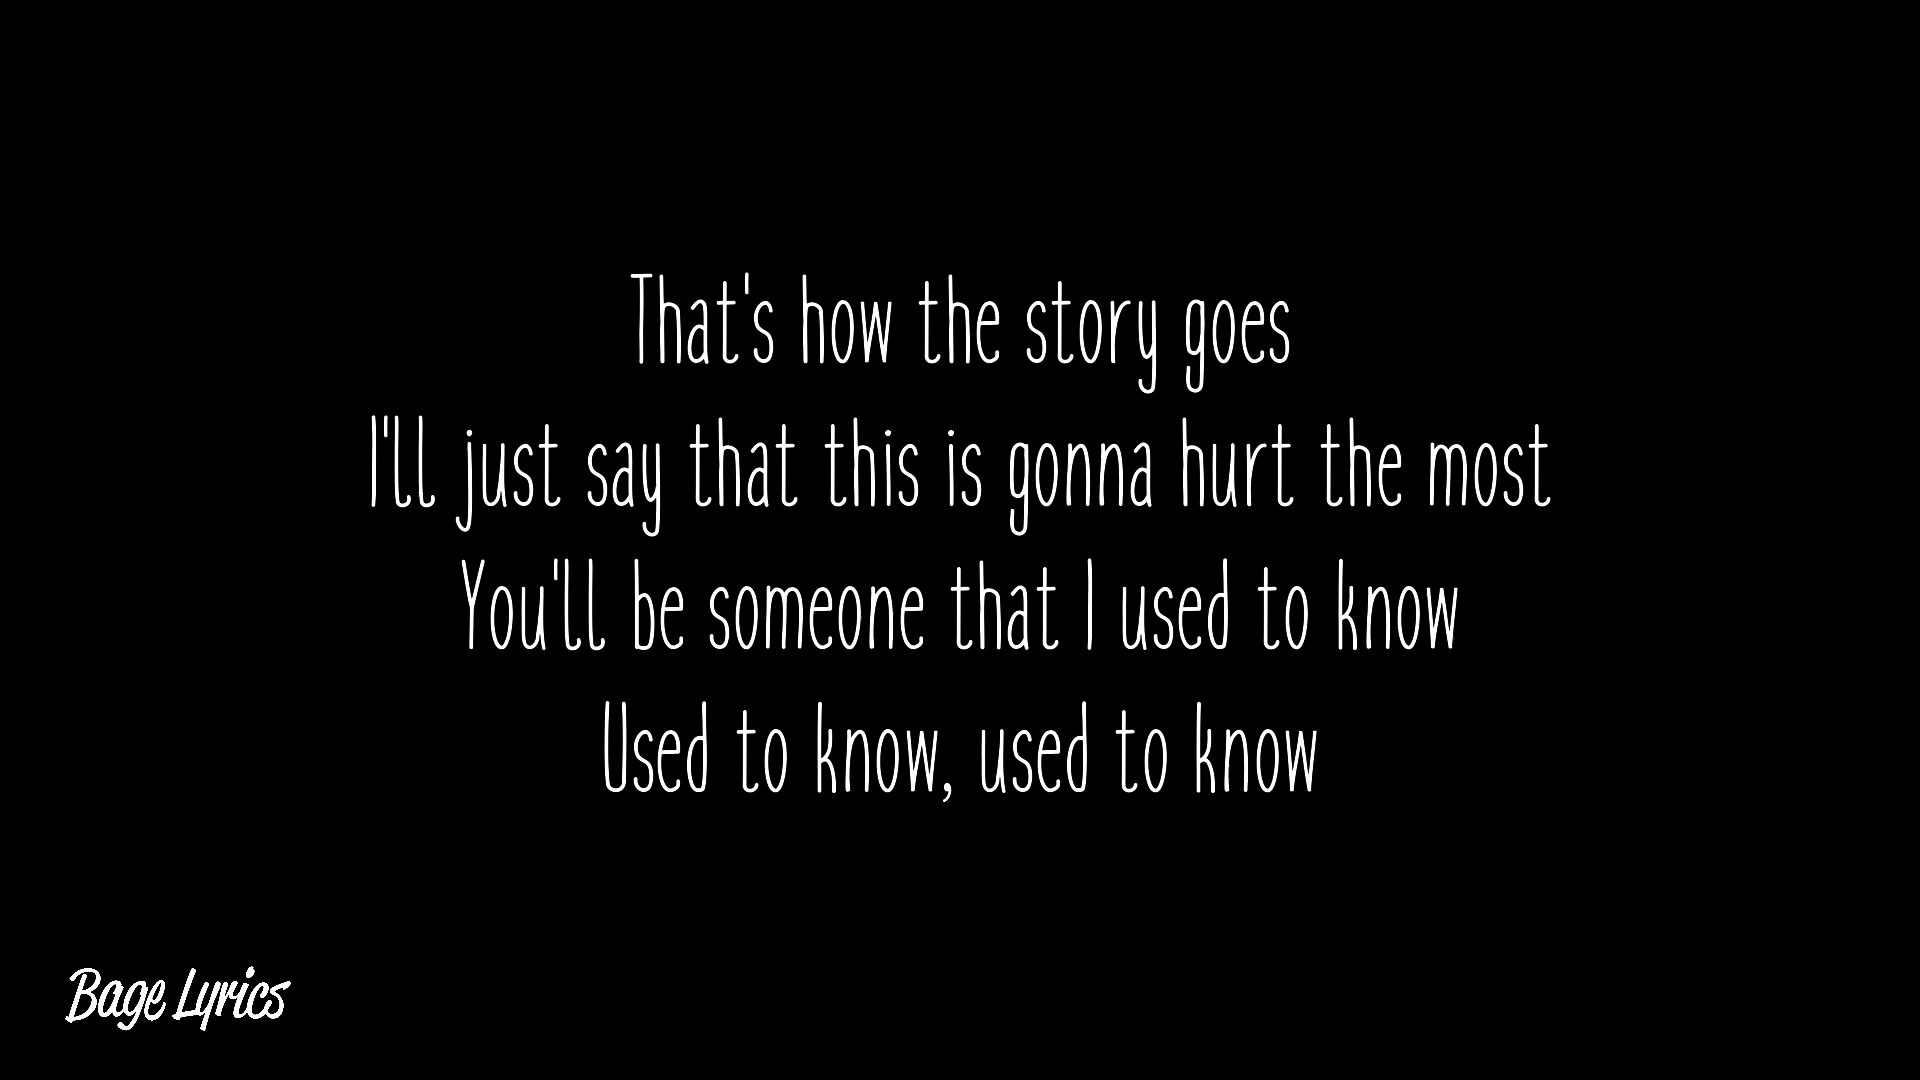 That's how the story goes
I'll just say that this is gonna hurt the most
You'll be someone that I used to know
Used to know, used to know
Bage Lyrics